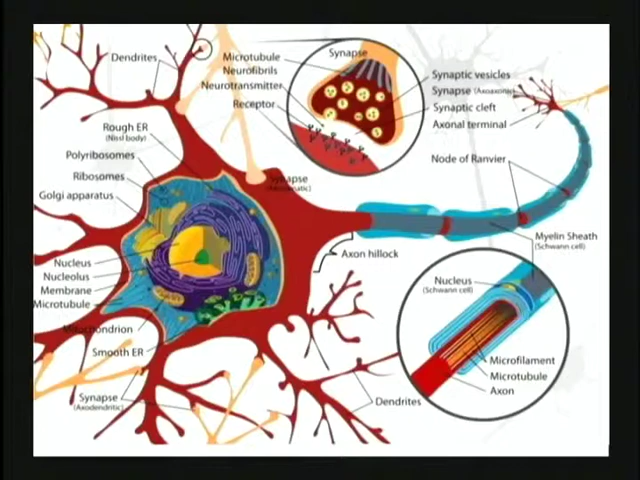 Dendrites
Microtubule
Neurofibrils
Neurotransmitter
Receptor
Synapse
Synaptic vesicles
Synapse (Axoaxonic)
Synaptic cleft
Axonal terminal
Node of Ranvier
Rough ER
(Nissl body)
Polyribosomes
Ribosomes
Golgi apparatus
Synapse
(Axosomatic)
Myelin Sheath
(Schwann cell)
Axon hillock
Nucleus
Nucleolus
Membrane
Microtubule
Mitochondrion
Smooth ER
Synapse
(Axodendritic)
Dendrites
Nucleus
(Schwann cell)
Microfilament
Microtubule
Axon